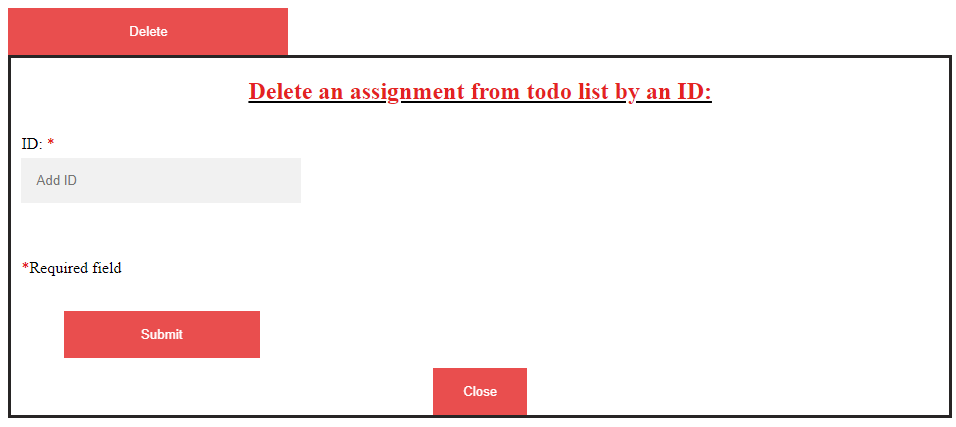 Delete
Delete an assignment from todo list by an ID:
ID: *
Add ID
*Required field
Submit
Close